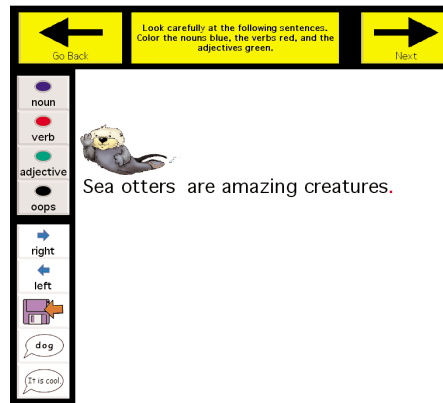 Go Back
Look carefully at the following sentences.
Color the nouns blue, the verbs red, and the
adjectives green.
Next
noun
verb
adjective
oops
right
left
dog
It is cool.
Sea otters are amazing creatures.